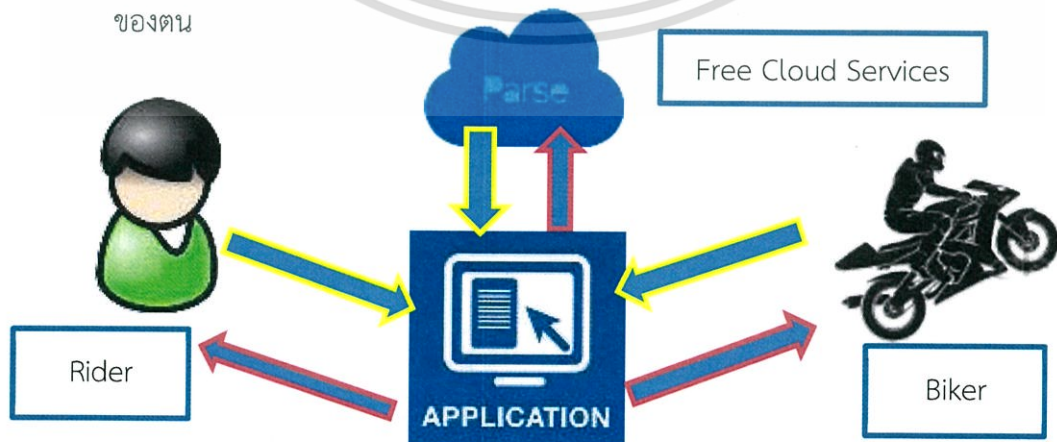 ของตน
Parse
Free Cloud Services
Rider
APPLICATION
Biker